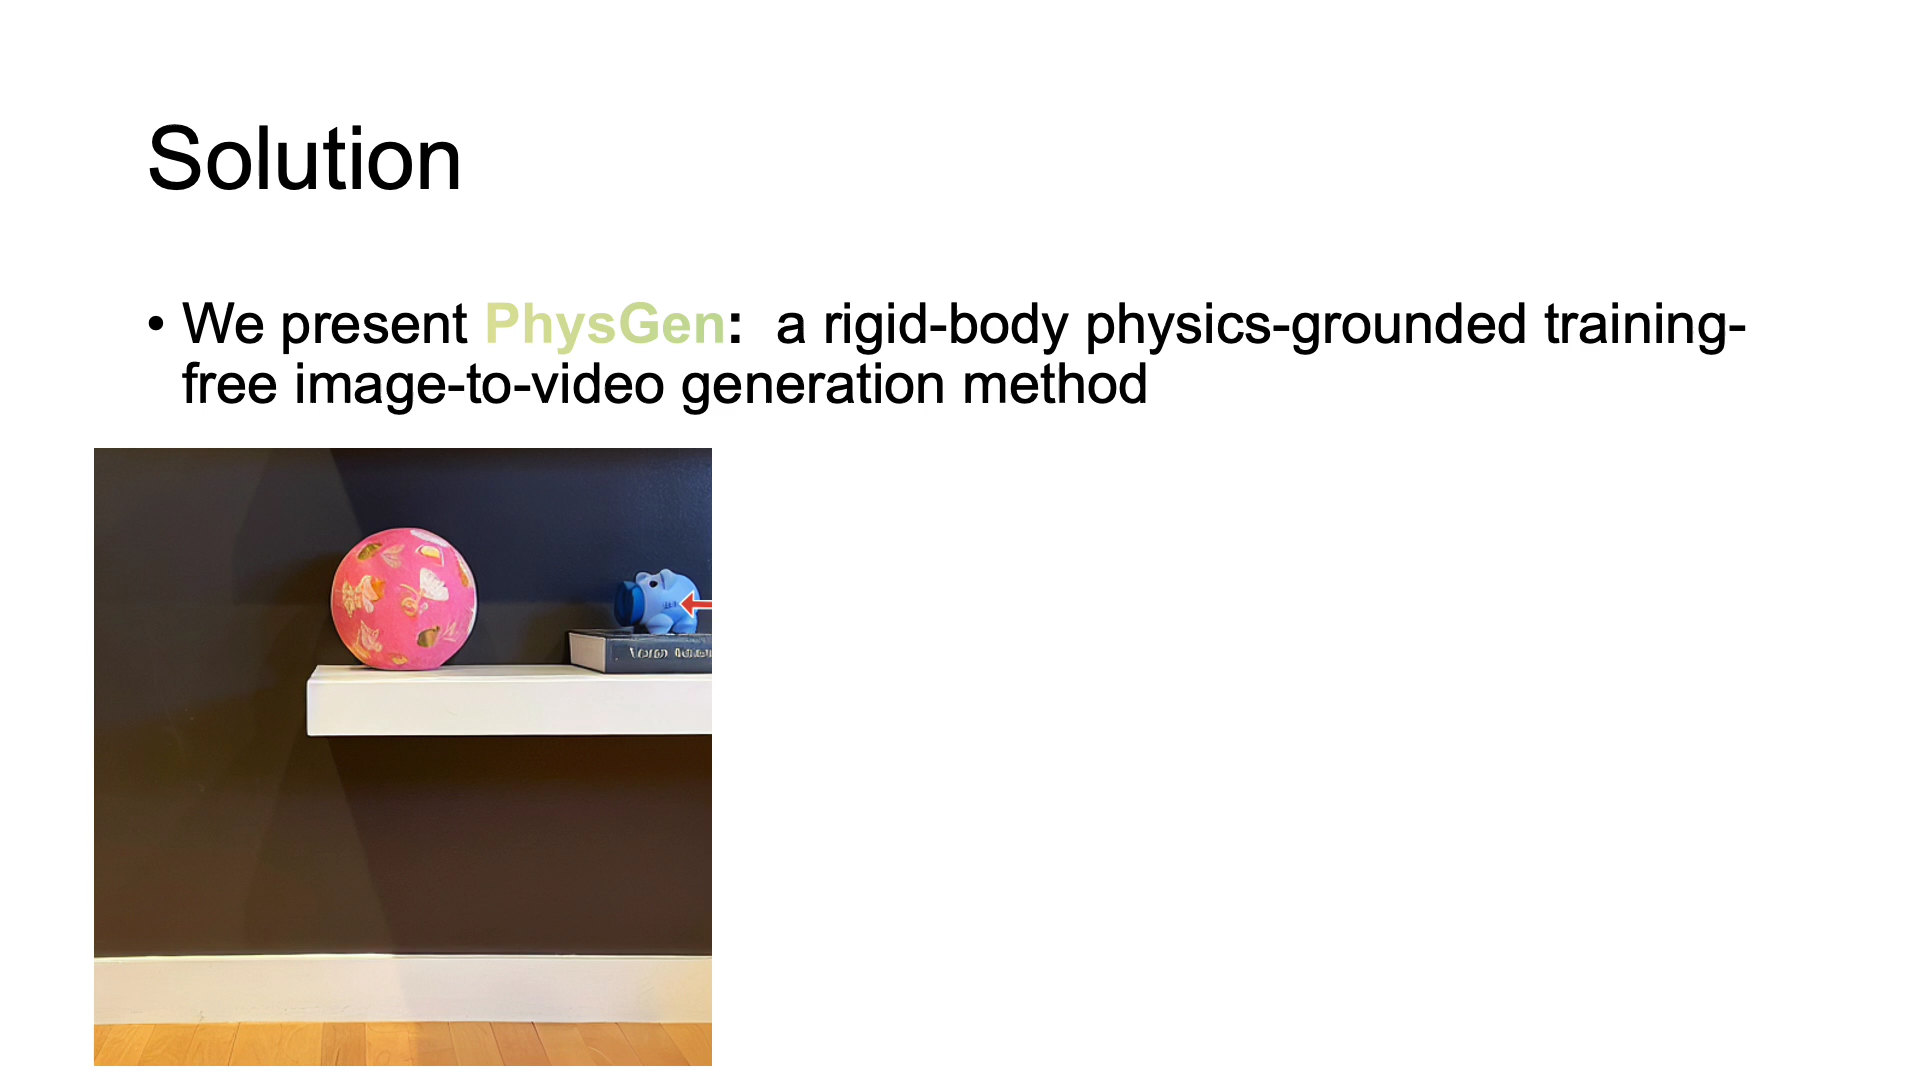 Solution
• We present PhysGen:  a rigid-body physics-grounded training-
free image-to-video generation method